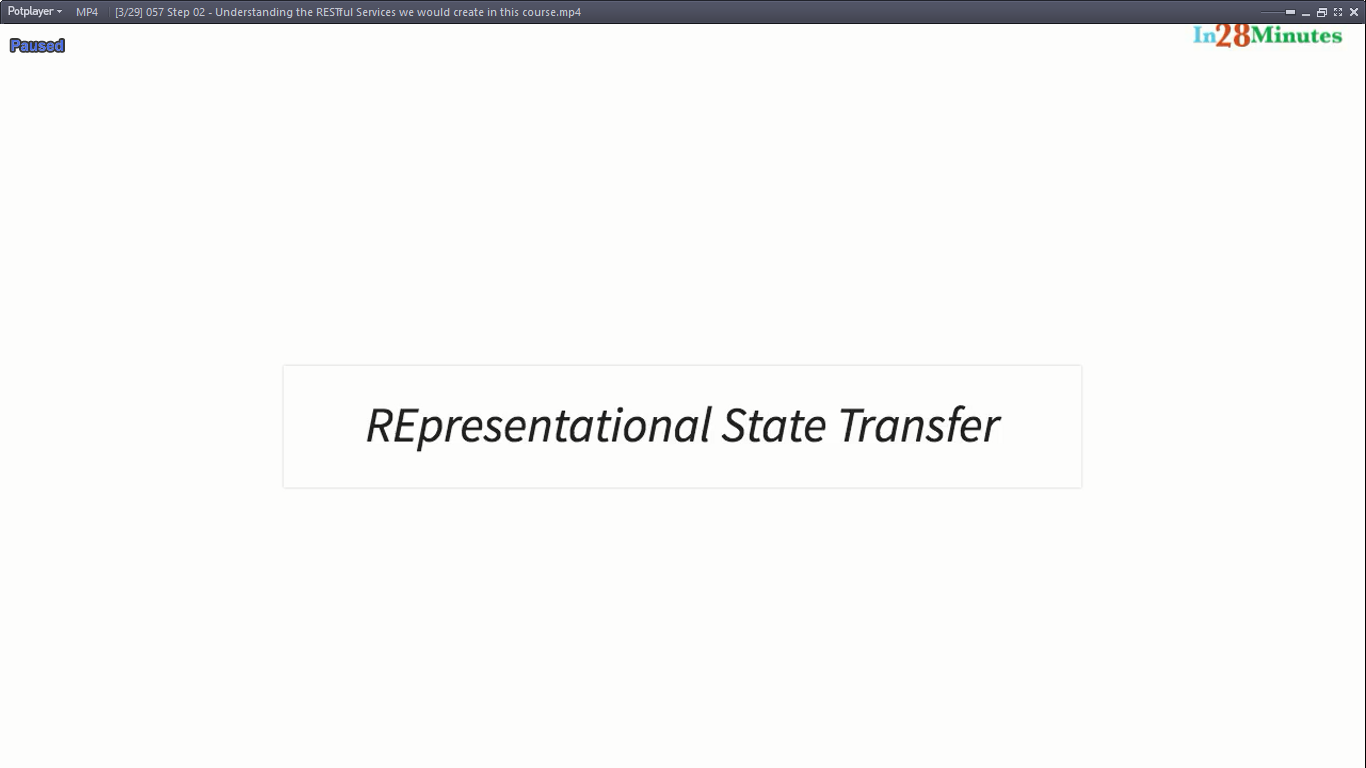 Potplayer MP4 [3/29] 057 Step 02 - Understanding the RESTful Services we would create in this course.mp4
Paused
In28Minutes
REpresentational State Transfer